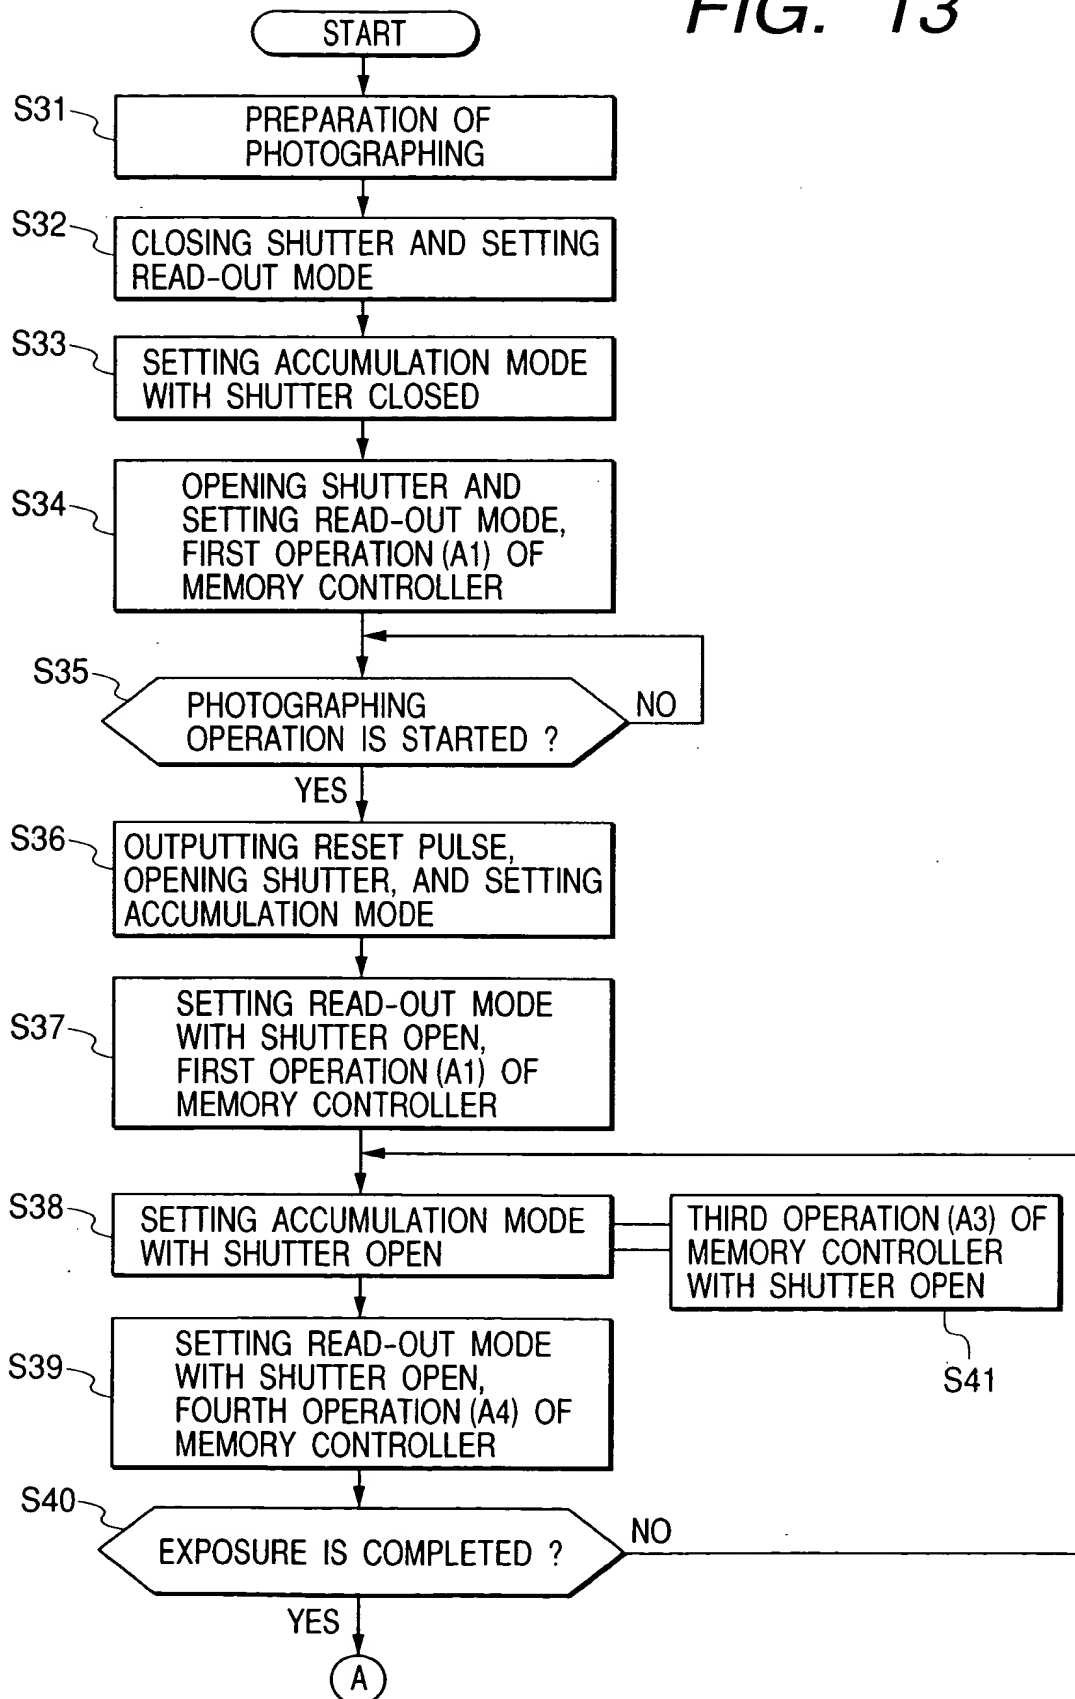 FIG. 13
START
S31
PREPARATION OF
PHOTOGRAPHING
S32
CLOSING SHUTTER AND SETTING
READ-OUT MODE
S33
SETTING ACCUMULATION MODE
WITH SHUTTER CLOSED
S34
OPENING SHUTTER AND
SETTING READ-OUT MODE,
FIRST OPERATION (A1) OF
MEMORY CONTROLLER
S35
PHOTOGRAPHING
OPERATION IS STARTED ?
NO
YES
S36
OUTPUTTING RESET PULSE,
OPENING SHUTTER, AND SETTING
ACCUMULATION MODE
S37
SETTING READ-OUT MODE
WITH SHUTTER OPEN,
FIRST OPERATION (A1) OF
MEMORY CONTROLLER
S38
SETTING ACCUMULATION MODE
WITH SHUTTER OPEN
THIRD OPERATION (A3) OF
MEMORY CONTROLLER
WITH SHUTTER OPEN
S41
S39
SETTING READ-OUT MODE
WITH SHUTTER OPEN,
FOURTH OPERATION (A4) OF
MEMORY CONTROLLER
S40
EXPOSURE IS COMPLETED ?
NO
YES
A